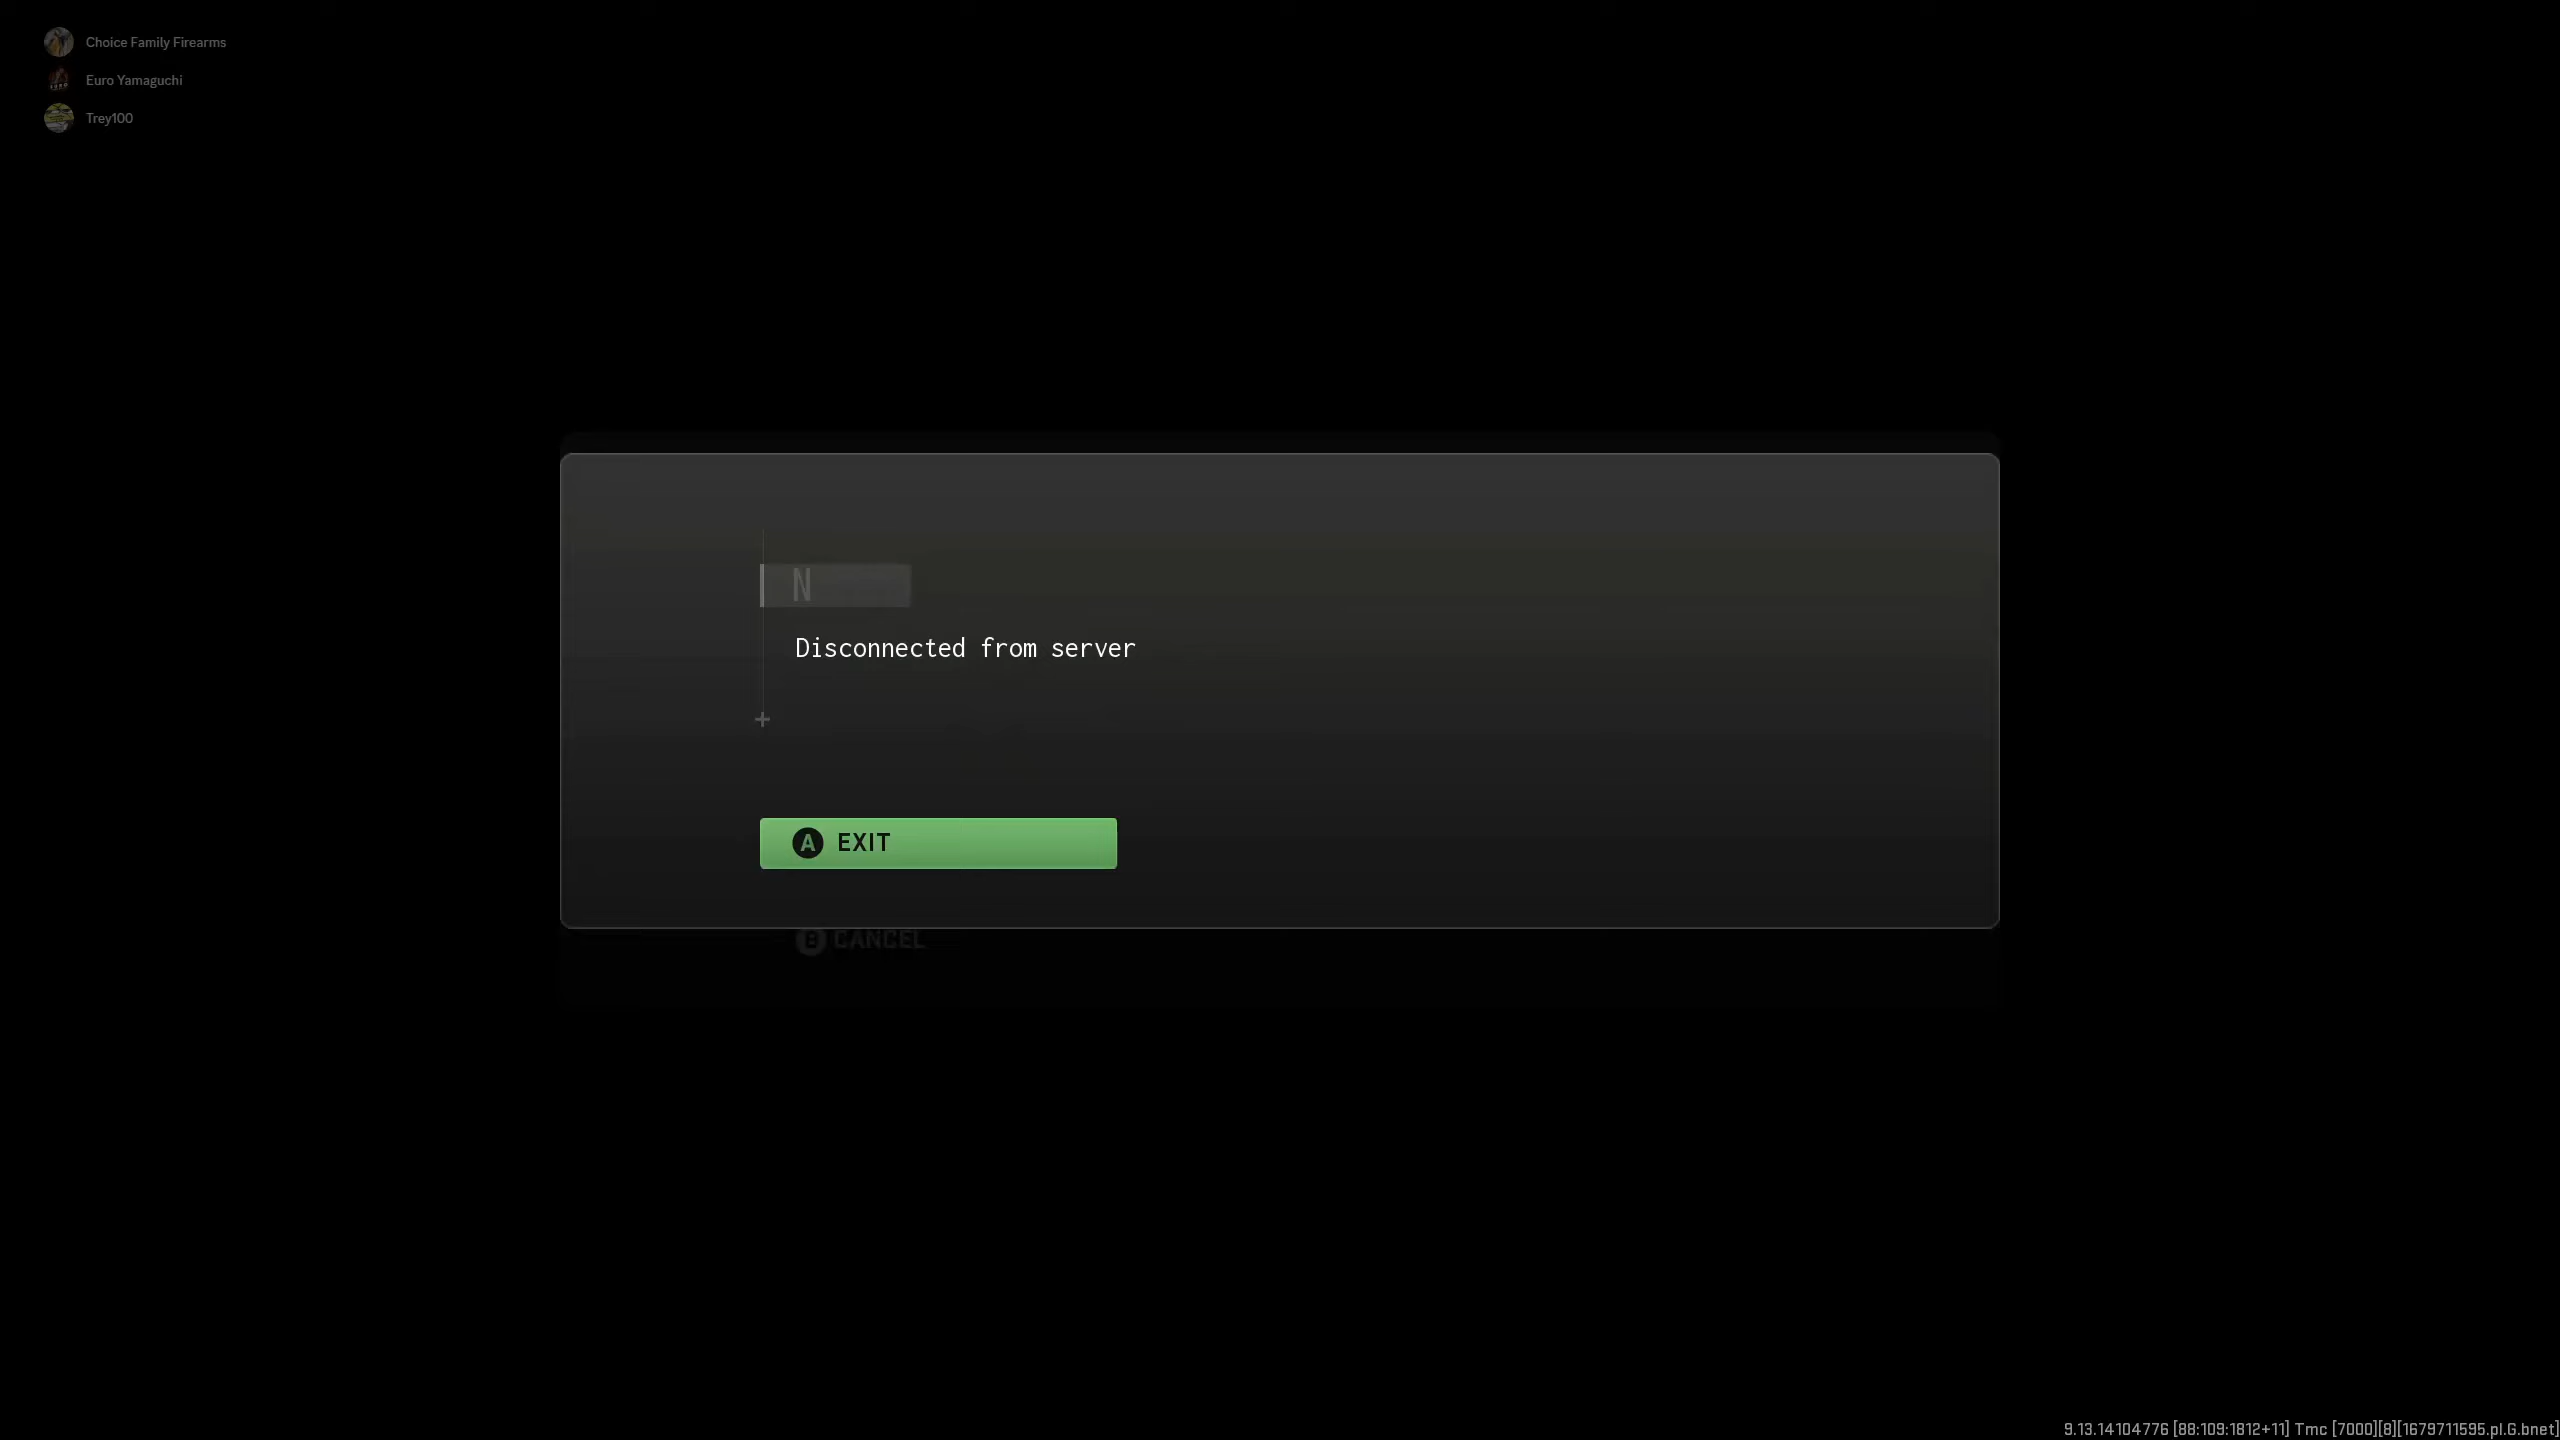 Choice Family Firearms
Euro Yamaguchi
Trey100
N
Disconnected from server
A EXIT
B CANCEL
9.13.14104776 [88:109:1812+11] Tmc [7000][8][1679711595.pl.G.bnet]